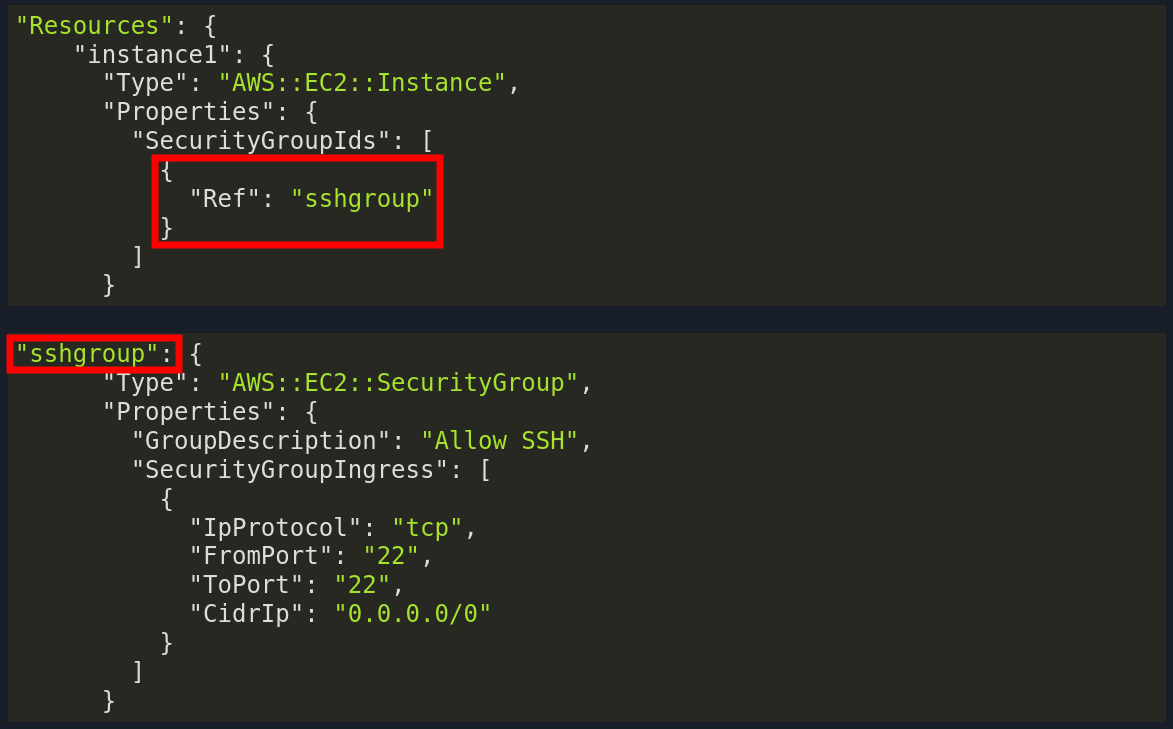 "Resources": {
"instance1": {
"Type": "AWS::EC2::Instance",
"Properties": {
"SecurityGroupIds": [
{
"Ref": "sshgroup"
}
]
}
"sshgroup": {
"Type": "AWS::EC2::SecurityGroup",
"Properties": {
"GroupDescription": "Allow SSH",
"SecurityGroupIngress": [
{
"IpProtocol": "tcp",
"FromPort": "22",
"ToPort": "22",
"CidrIp": "0.0.0.0/0"
}
]
}